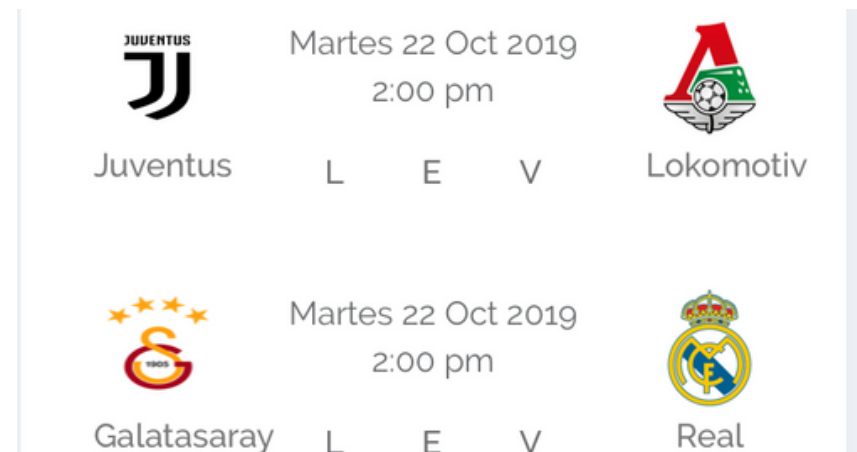 JUVENTUS
Martes 22 Oct 2019
2:00 pm
Juventus L E V Lokomotiv
Martes 22 Oct 2019
1905
2:00 pm
Galatasaray L E V Real